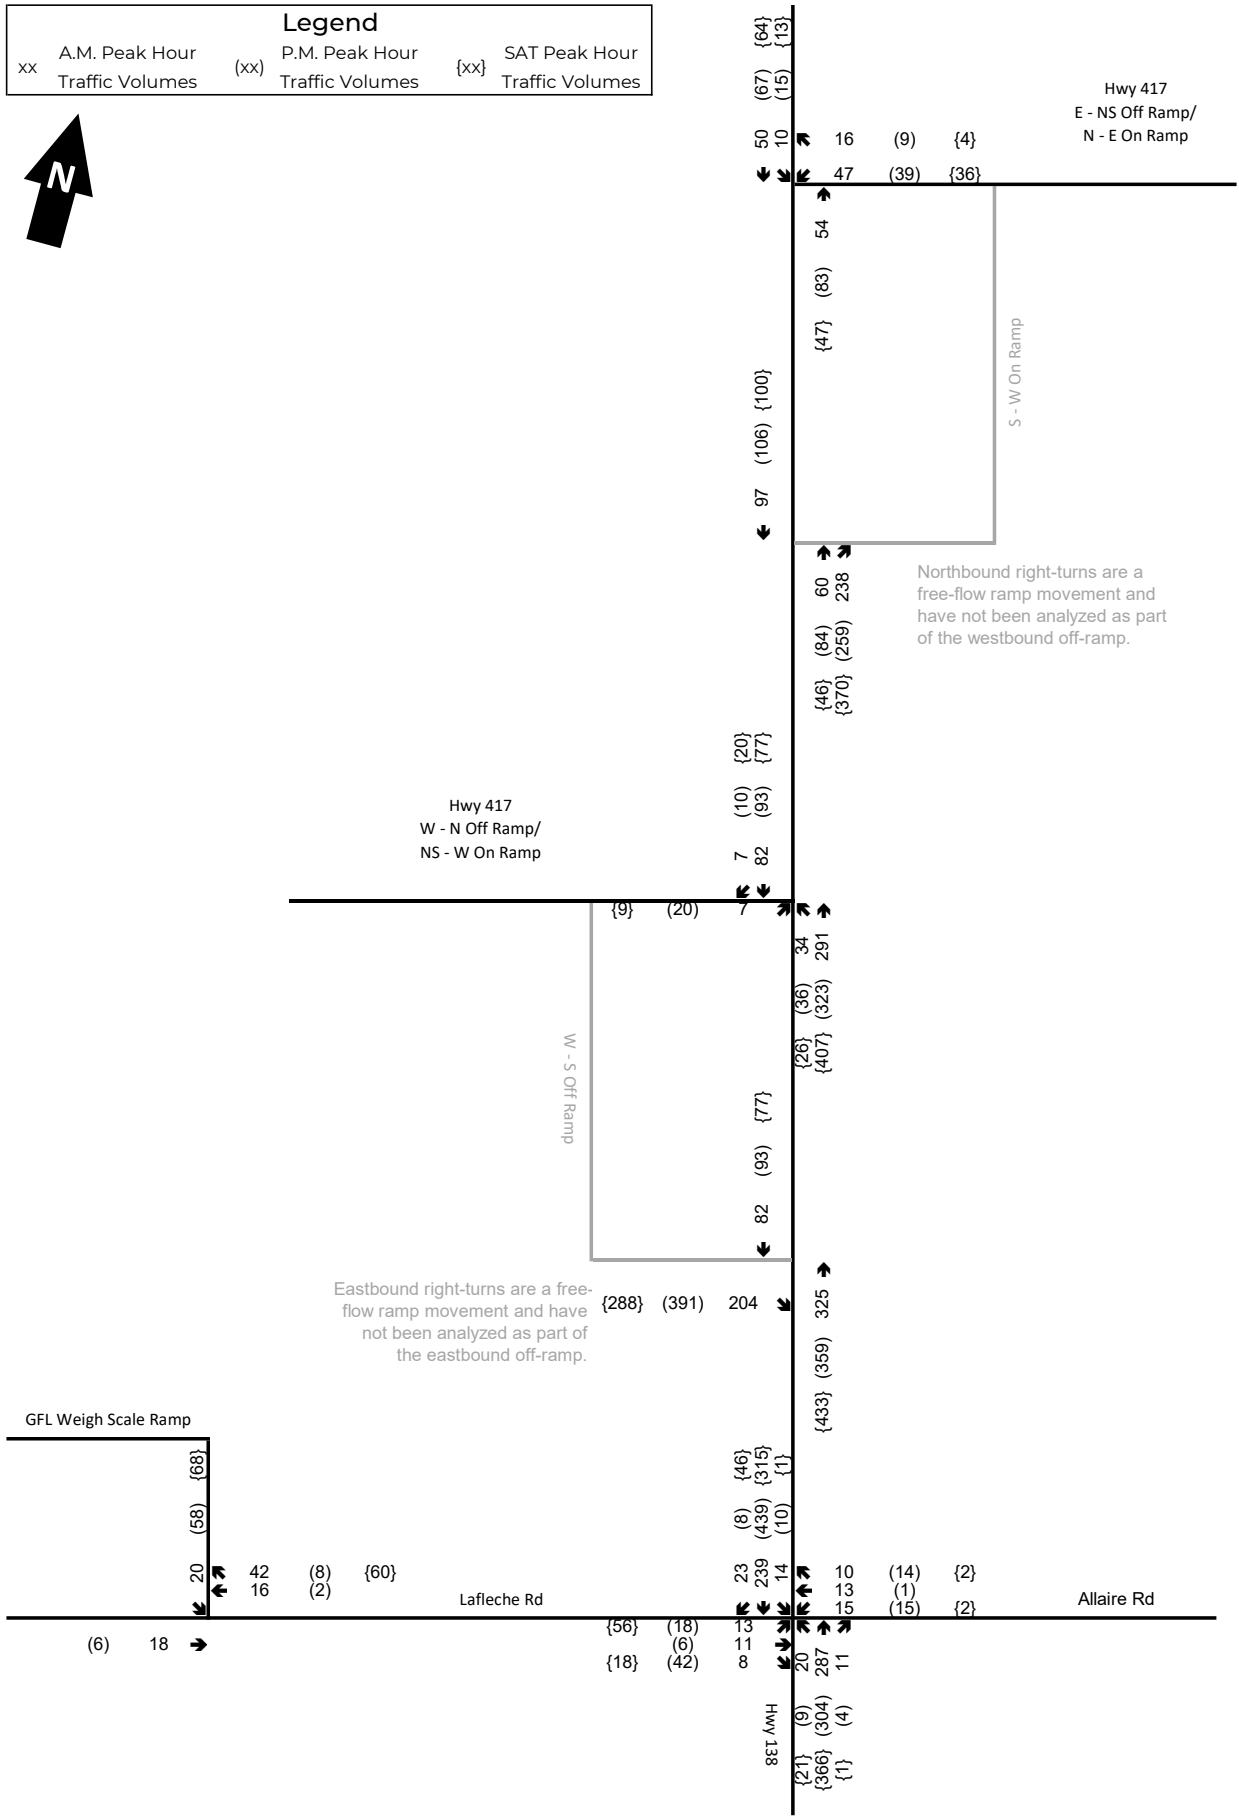 Legend
xx
A.M. Peak Hour
Traffic Volumes
(xx)
P.M. Peak Hour
Traffic Volumes
{xx}
SAT Peak Hour
Traffic Volumes
N
{64}
{13}
(67)
(15)
50
10
Hwy 417
E - NS Off Ramp/
N - E On Ramp
16 (9) {4}
47 (39) {36}
54
(83)
{47}
S - W On Ramp
{100}
(106)
97
60
238
(84)
(259)
{46}
{370}
Northbound right-turns are a
free-flow ramp movement and
have not been analyzed as part
of the westbound off-ramp.
{20}
{77}
(10)
(93)
7
82
Hwy 417
W - N Off Ramp/
NS - W On Ramp
{9} (20) 7
34
291
(36)
(323)
{26}
{407}
W - S Off Ramp
{77}
(93)
82
Eastbound right-turns are a free-
flow ramp movement and have
not been analyzed as part of
the eastbound off-ramp.
{288} (391) 204
325
(359)
{433}
GFL Weigh Scale Ramp
{68}
(58)
20
42 (8) {60}
16 (2)
(6) 18
Lafleche Rd
{46}
{315}
{1}
(8)
(439)
(10)
23
239
14
10 (14) {2}
13 (1)
15 (15) {2}
Allaire Rd
{56} (18) 13
(6) 11
{18} (42) 8
20
287
11
(9)
(304)
(4)
{21}
{366}
{1}
Hwy 138